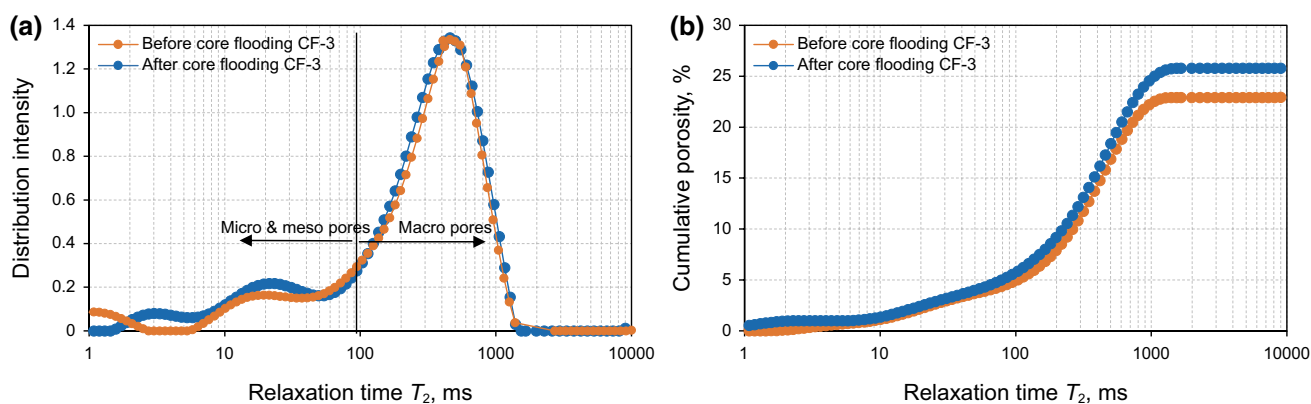 (a)
Distribution intensity
1.4
1.2
1.0
0.8
0.6
0.4
0.2
0
Before core flooding CF-3
After core flooding CF-3
Micro & meso pores
Macro pores
1
10
100
1000
10000
Relaxation time T2, ms
(b)
Cumulative porosity, %
30
25
20
15
10
5
0
Before core flooding CF-3
After core flooding CF-3
1
10
100
1000
10000
Relaxation time T2, ms